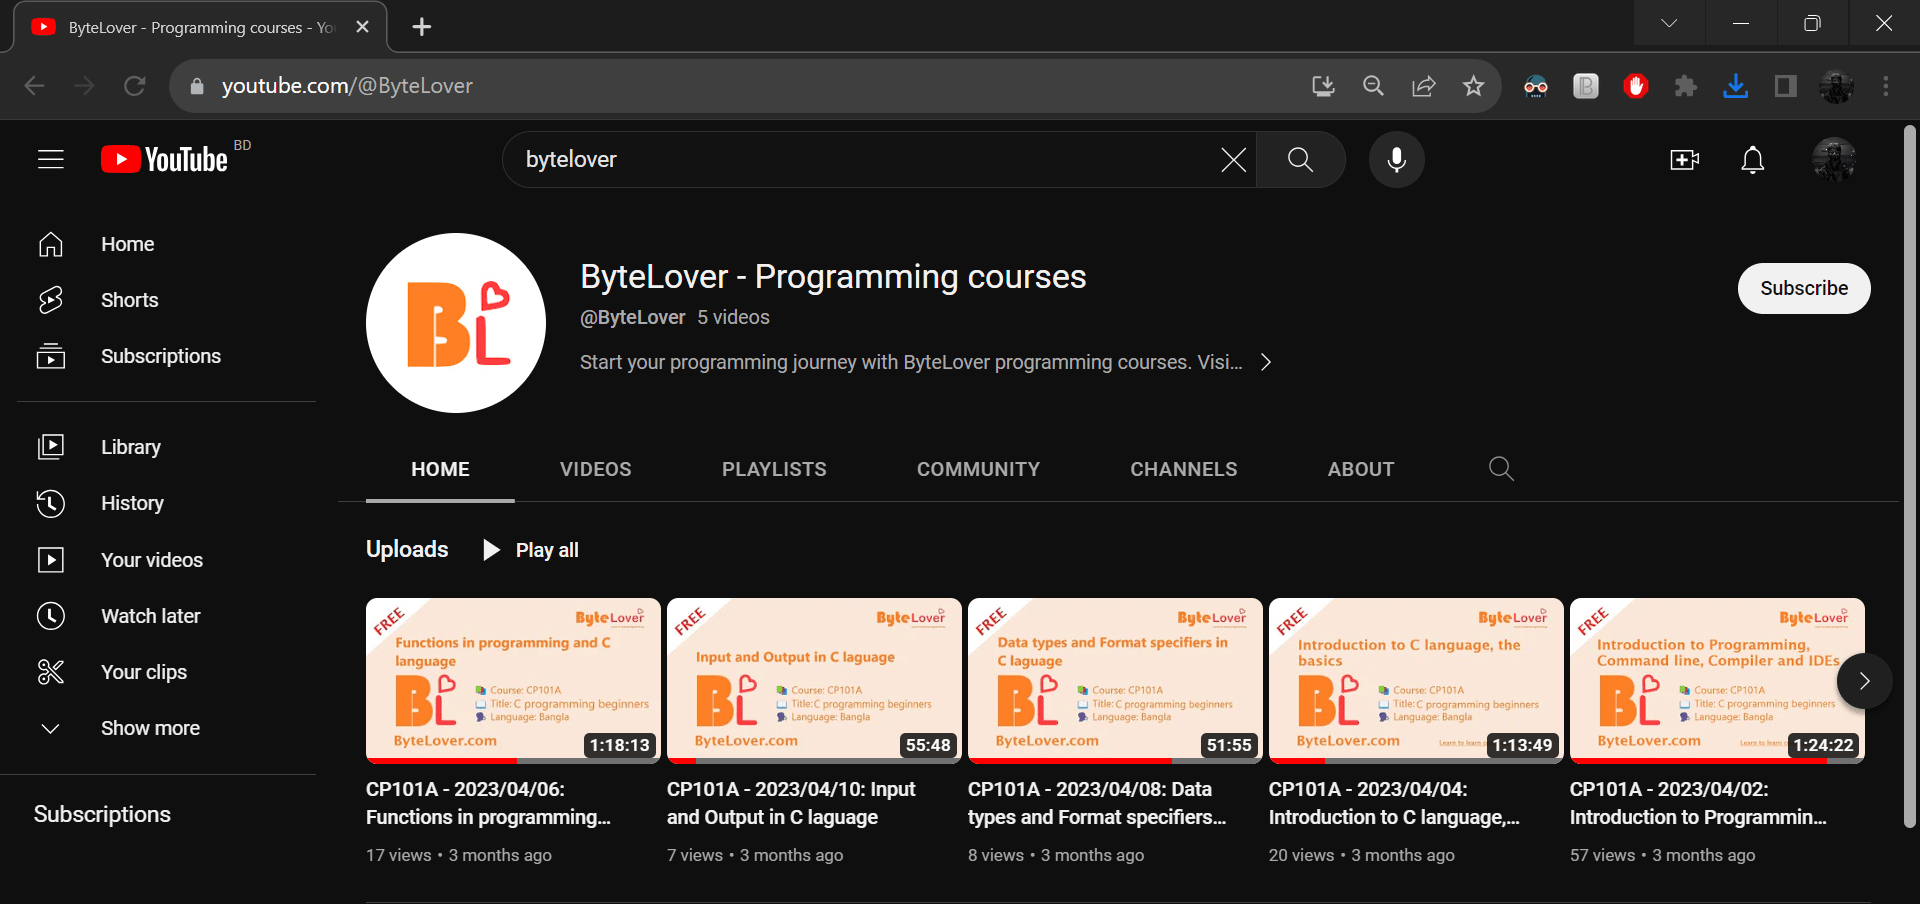 ByteLover - Programming courses - Yo
youtube.com/@ByteLover
YouTube BD
bytelover
Home
Shorts
Subscriptions
Library
History
Your videos
Watch later
Your clips
Show more
Subscriptions
BL
ByteLover - Programming courses
@ByteLover 5 videos
Start your programming journey with ByteLover programming courses. Visi...
Subscribe
HOME VIDEOS PLAYLISTS COMMUNITY CHANNELS ABOUT
Uploads Play all
FREE
ByteLover
Functions in programming and C
language
BL
Course: CP101A
Title: C programming beginners
Language: Bangla
ByteLover.com
1:18:13
CP101A - 2023/04/06:
Functions in programming...
17 views • 3 months ago
FREE
ByteLover
Input and Output in C laguage
BL
Course: CP101A
Title: C programming beginners
Language: Bangla
ByteLover.com
55:48
CP101A - 2023/04/10: Input
and Output in C laguage
7 views • 3 months ago
FREE
ByteLover
Data types and Format specifiers in
C laguage
BL
Course: CP101A
Title: C programming beginners
Language: Bangla
ByteLover.com
51:55
CP101A - 2023/04/08: Data
types and Format specifiers...
8 views • 3 months ago
FREE
ByteLover
Introduction to C language, the
basics
BL
Course: CP101A
Title: C programming beginners
Language: Bangla
ByteLover.com
1:13:49
CP101A - 2023/04/04:
Introduction to C language,...
20 views • 3 months ago
FREE
ByteLover
Introduction to Programming,
Command line, Compiler and IDEs
BL
Course: CP101A
Title: C programming beginners
Language: Bangla
ByteLover.com
1:24:22
CP101A - 2023/04/02:
Introduction to Programmin...
57 views • 3 months ago